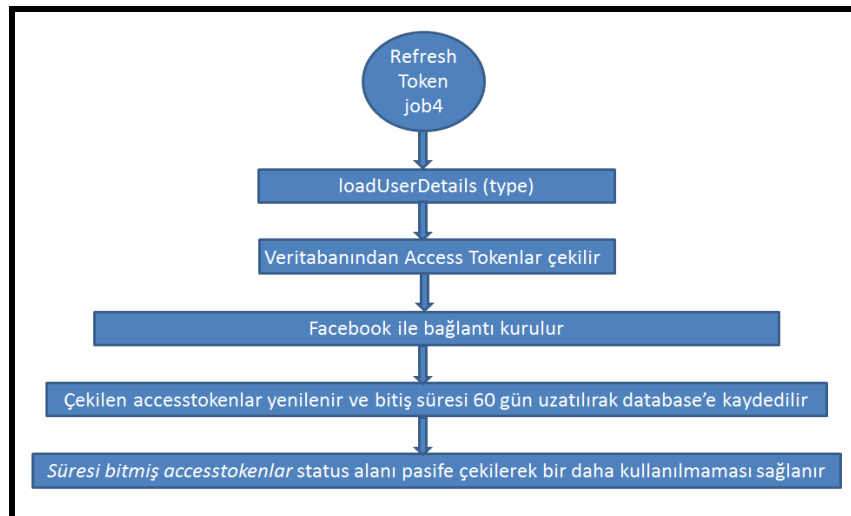 Refresh
Token
job4
loadUserDetails (type)
Veritabanından Access Tokenlar çekilir
Facebook ile bağlantı kurulur
Çekilen accesstokenlar yenilenir ve bitiş süresi 60 gün uzatılırak database’e kaydedilir
Süresi bitmiş accesstokenlar status alanı pasife çekilerek bir daha kullanılmaması sağlanır